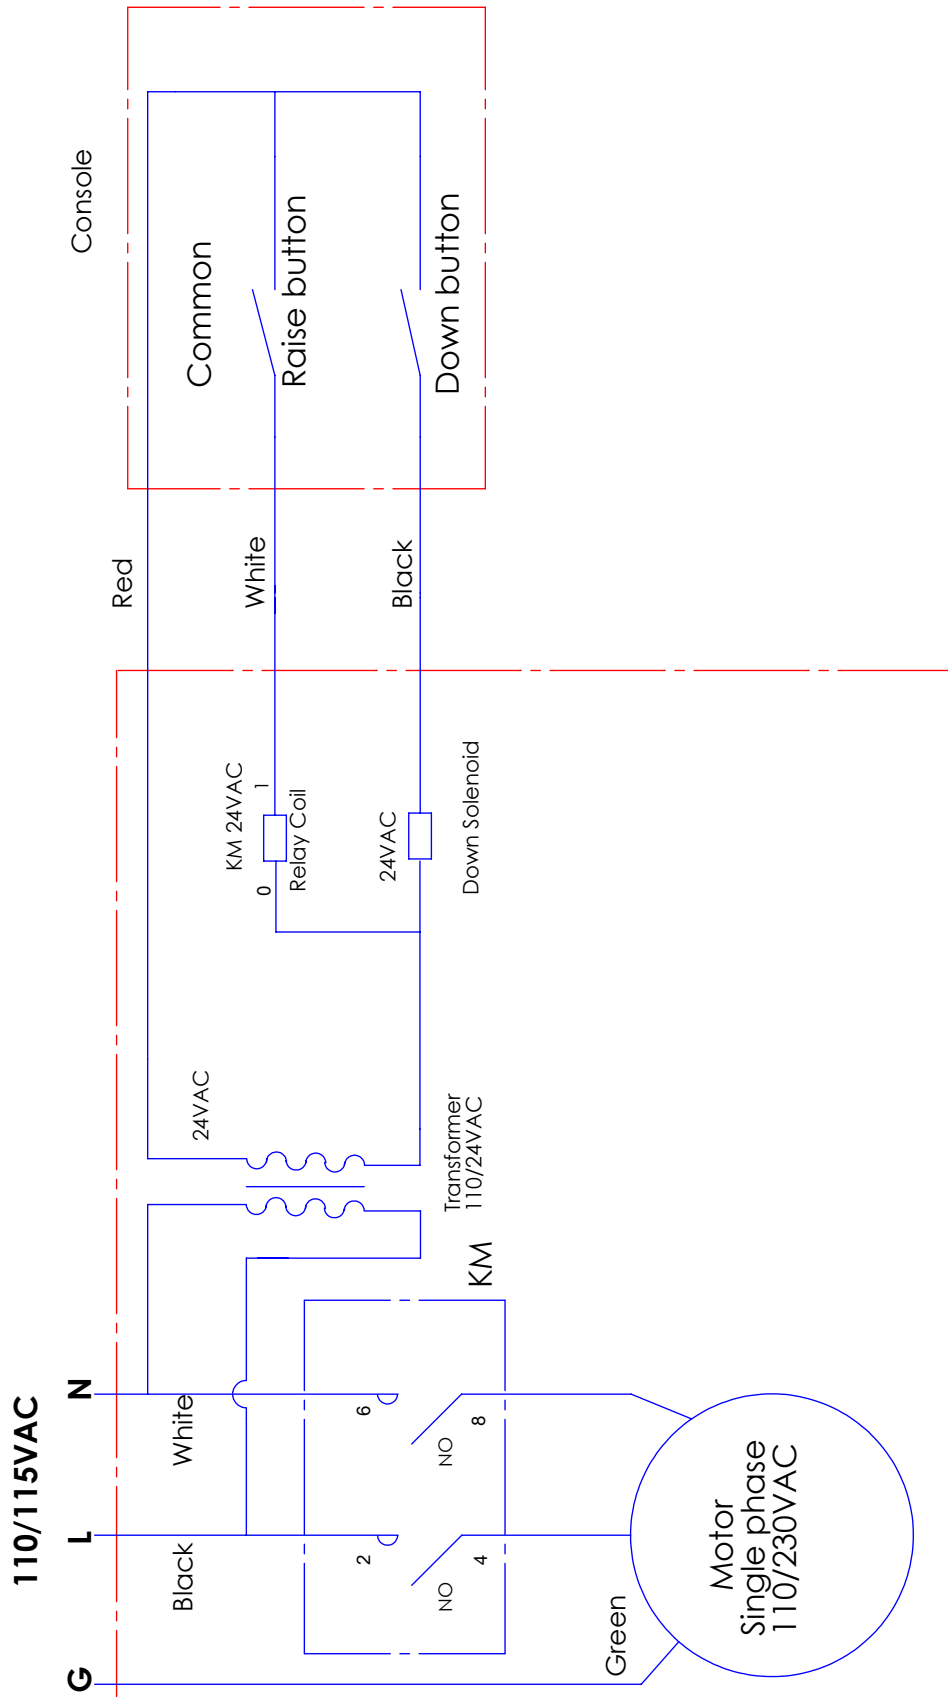 110/115VAC
G
L
N
Black
White
Green
2
6
NO
NO
4
8
KM
Motor
Single phase
110/230VAC
Transformer
110/24VAC
24VAC
KM 24VAC
0
1
Relay Coil
24VAC
Down Solenoid
Red
White
Black
Console
Common
Raise button
Down button